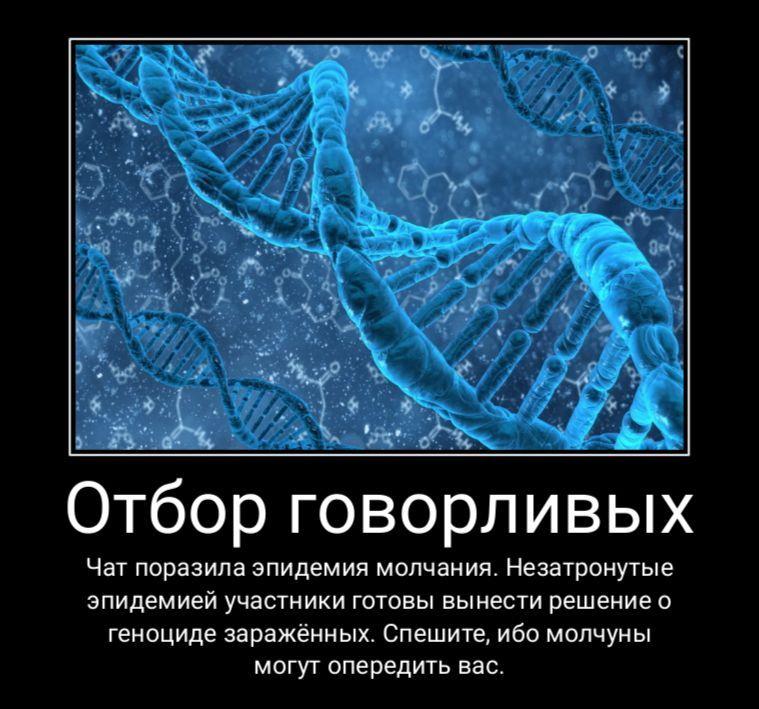 Отбор говорливых
Чат поразила эпидемия молчания. Незатронутые
эпидемией участники готовы вынести решение о
геноциде заражённых. Спешите, ибо молчуны
могут опередить вас.